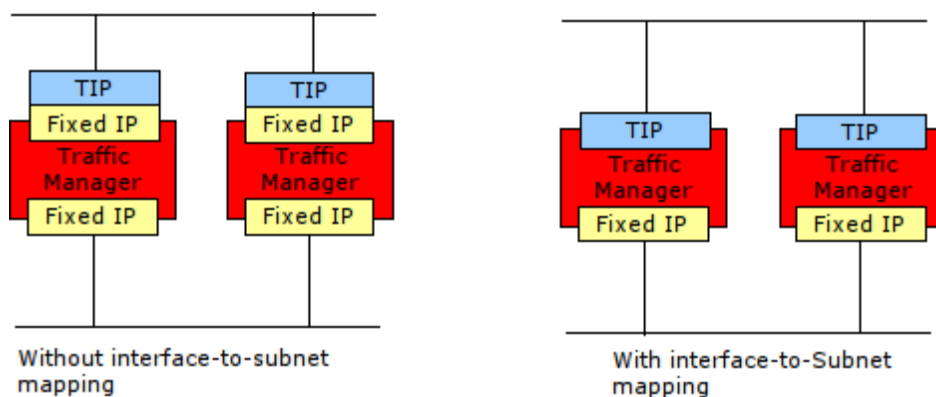 TIP
Fixed IP
Traffic
Manager
Fixed IP
TIP
Fixed IP
Traffic
Manager
Fixed IP
Without interface-to-subnet
mapping
TIP
Traffic
Manager
Fixed IP
TIP
Traffic
Manager
Fixed IP
With interface-to-Subnet
mapping